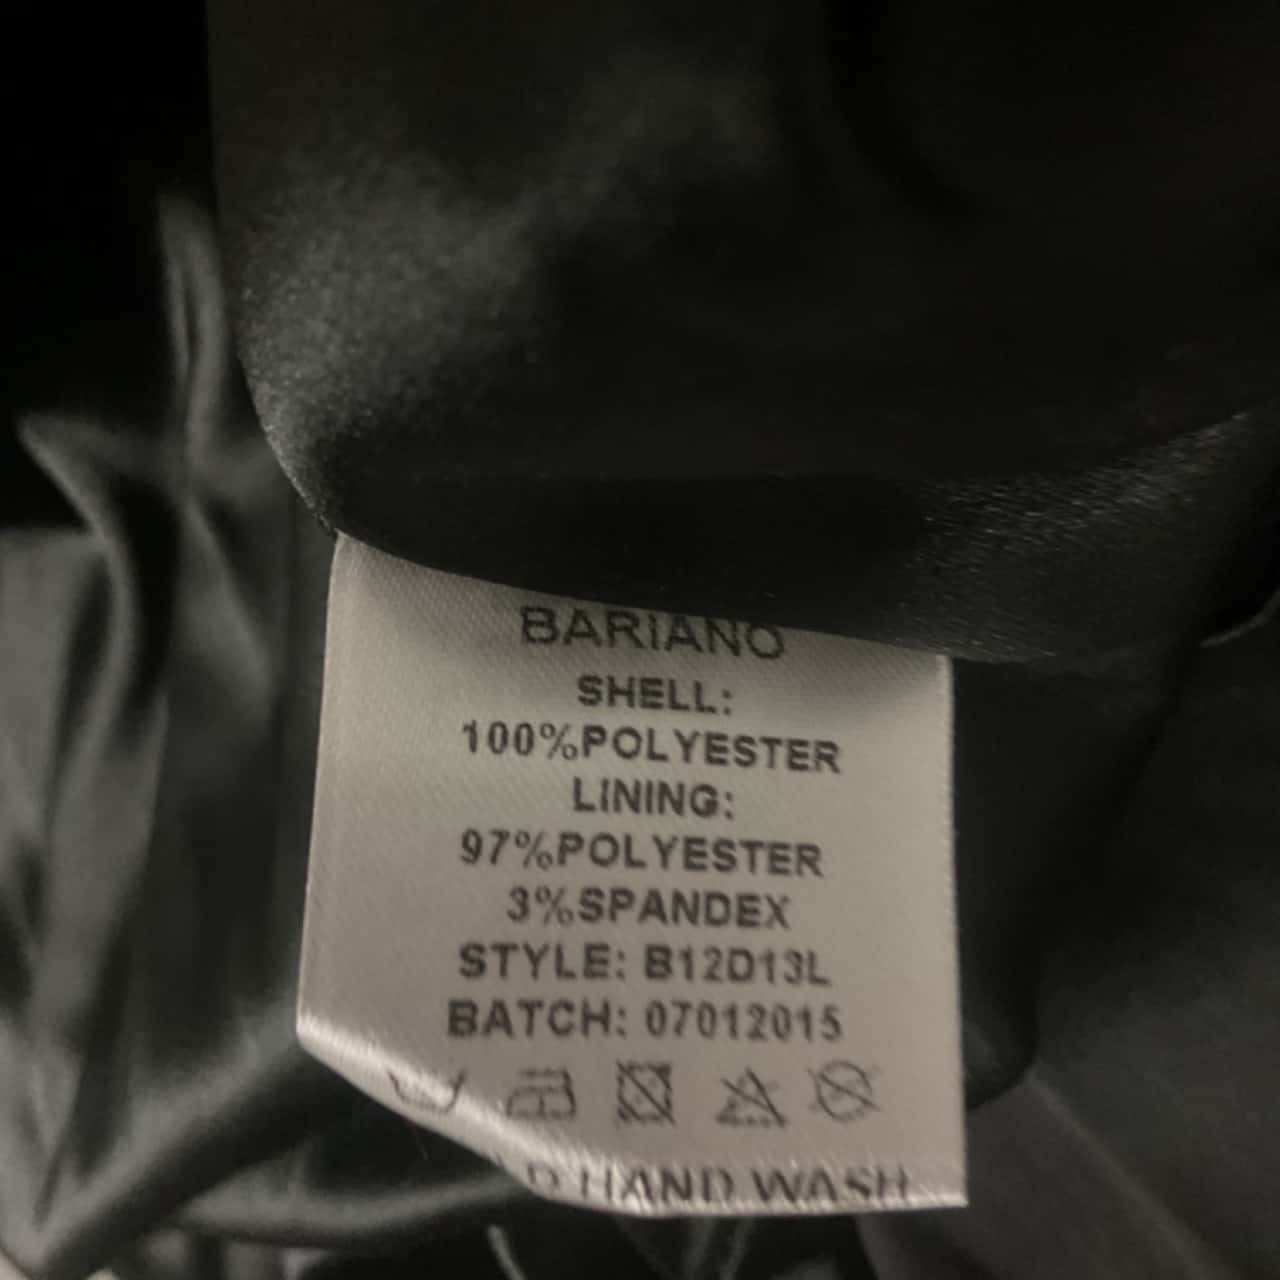 BARIANO
SHELL:
100%POLYESTER
LINING:
97%POLYESTER
3%SPANDEX
STYLE: B12D13L
BATCH: 07012015
HAND WASH